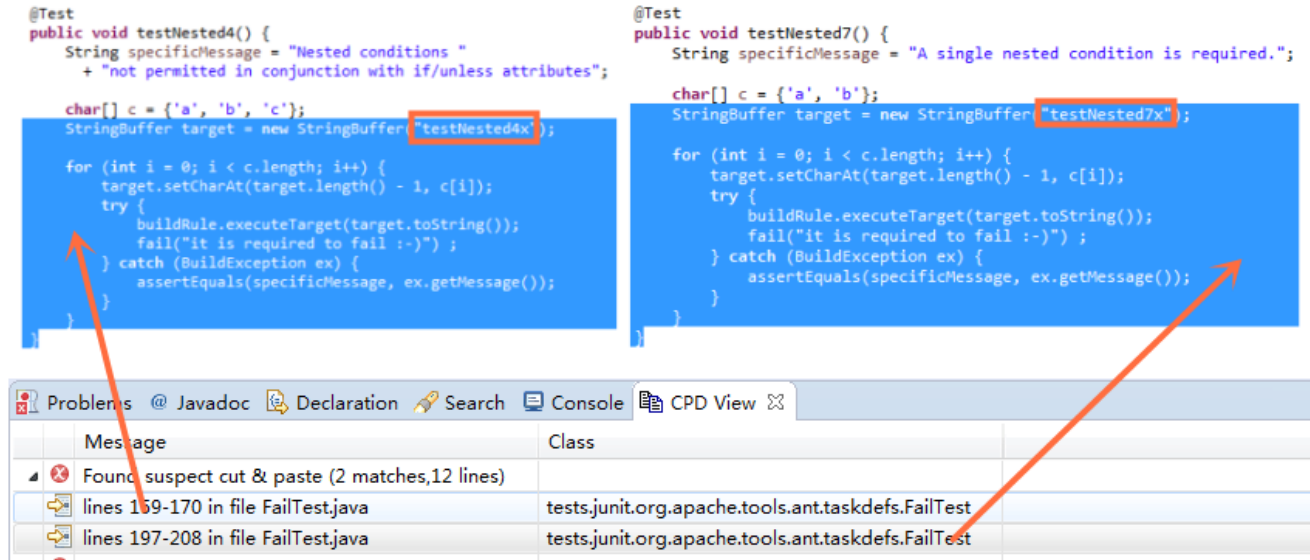 @Test
public void testNested4() {
String specificMessage = "Nested conditions "
+ "not permitted in conjunction with if/unless attributes";
char[] c = {'a', 'b', 'c'};
StringBuffer target = new StringBuffer("testNested4x");
for (int i = 0; i < c.length; i++) {
target.setCharAt(target.length() - 1, c[i]);
try {
buildRule.executeTarget(target.toString());
fail("it is required to fail :-)") ;
} catch (BuildException ex) {
assertEquals(specificMessage, ex.getMessage());
}
}
}
@Test
public void testNested7() {
String specificMessage = "A single nested condition is required.";
char[] c = {'a', 'b'};
StringBuffer target = new StringBuffer("testNested7x");
for (int i = 0; i < c.length; i++) {
target.setCharAt(target.length() - 1, c[i]);
try {
buildRule.executeTarget(target.toString());
fail("it is required to fail :-)") ;
} catch (BuildException ex) {
assertEquals(specificMessage, ex.getMessage());
}
}
}
Problems @ Javadoc Declaration Search Console CPD View
Message Class
Found suspect cut & paste (2 matches,12 lines)
lines 159-170 in file FailTest.java tests.junit.org.apache.tools.ant.taskdefs.FailTest
lines 197-208 in file FailTest.java tests.junit.org.apache.tools.ant.taskdefs.FailTest